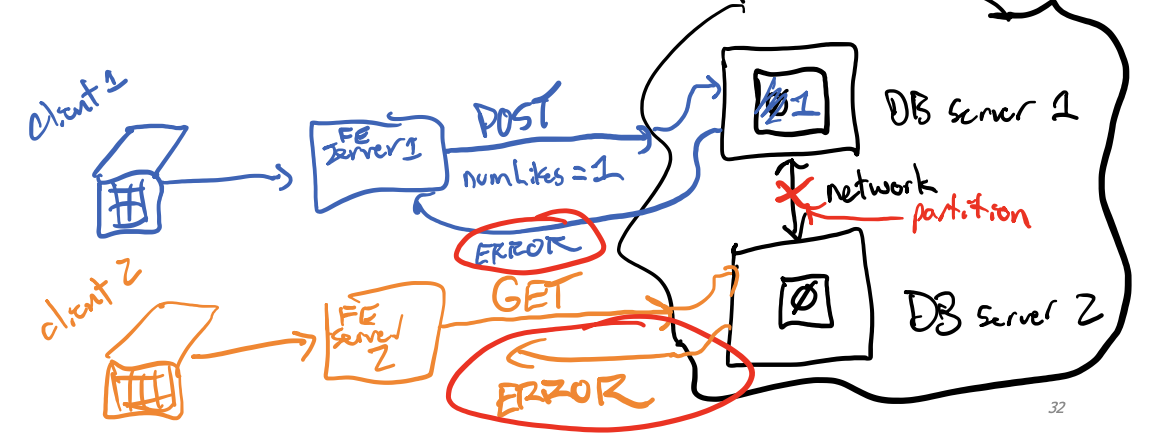 client 1
FE
Server 1
POST
numLikes = 1
ERROR
1
DB Server 1
network
partition
client 2
FE
Server
2
GET
ERROR
Ø
DB Server 2
32